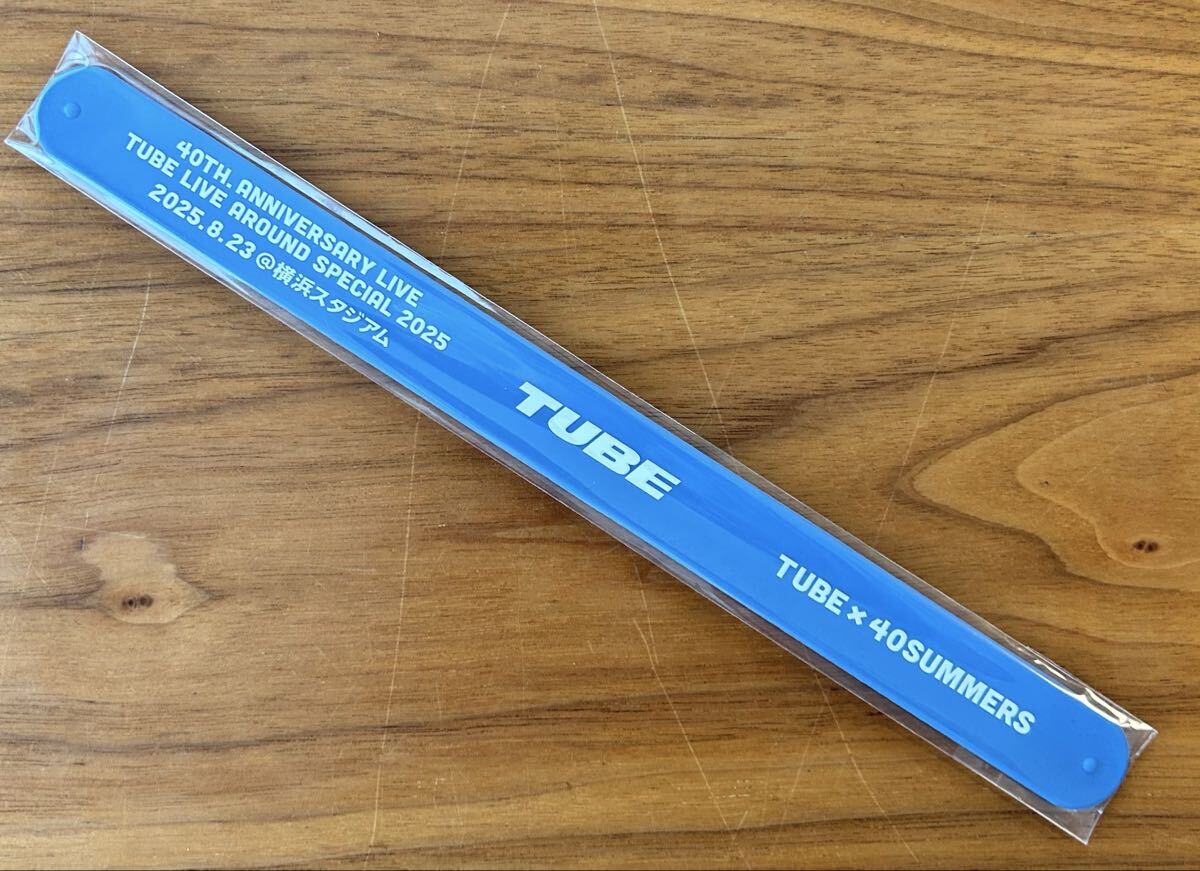 40TH. ANNIVERSARY LIVE
TUBE LIVE AROUND SPECIAL 2025
2025.8.23@横浜スタジアム
TUBE
TUBE×40SUMMERS